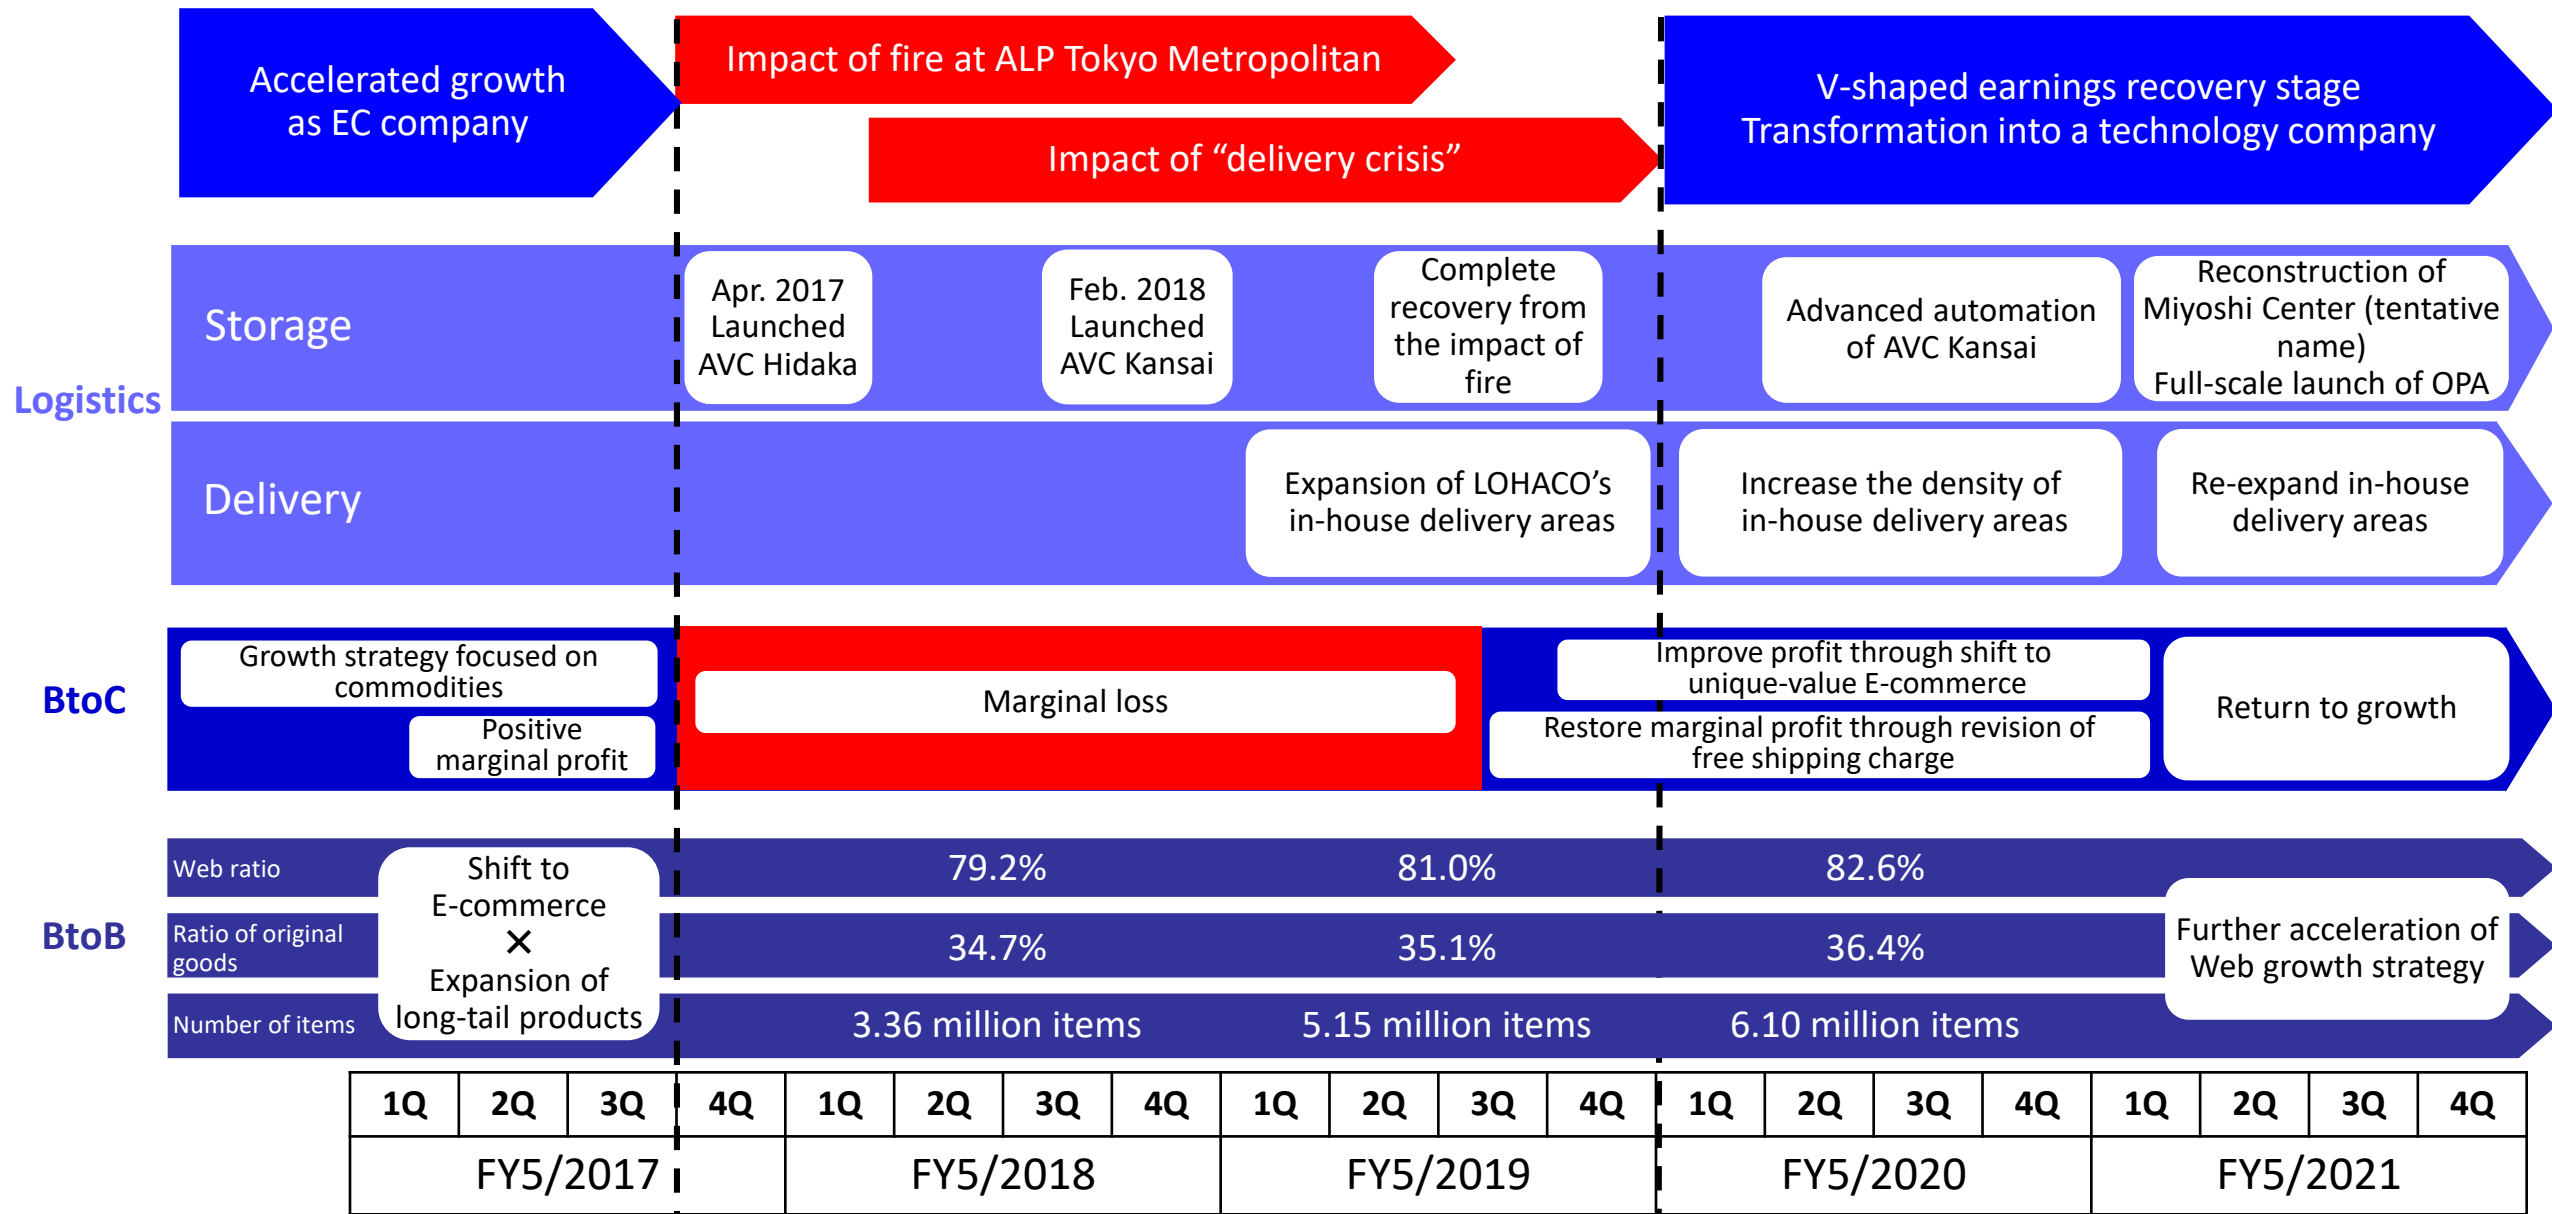 Accelerated growth
as EC company
Impact of fire at ALP Tokyo Metropolitan
Impact of “delivery crisis”
V-shaped earnings recovery stage
Transformation into a technology company
Logistics
Storage
Apr. 2017
Launched
AVC Hidaka
Feb. 2018
Launched
AVC Kansai
Complete
recovery from
the impact of
fire
Advanced automation
of AVC Kansai
Reconstruction of
Miyoshi Center (tentative
name)
Full-scale launch of OPA
Delivery
Expansion of LOHACO’s
in-house delivery areas
Increase the density of
in-house delivery areas
Re-expand in-house
delivery areas
BtoC
Growth strategy focused on
commodities
Positive
marginal profit
Marginal loss
Improve profit through shift to
unique-value E-commerce
Restore marginal profit through revision of
free shipping charge
Return to growth
BtoB
Web ratio
Ratio of original
goods
Number of items
Shift to
E-commerce
×
Expansion of
long-tail products
79.2%
81.0%
82.6%
34.7%
35.1%
36.4%
3.36 million items
5.15 million items
6.10 million items
Further acceleration of
Web growth strategy
1Q 2Q 3Q 4Q 1Q 2Q 3Q 4Q 1Q 2Q 3Q 4Q 1Q 2Q 3Q 4Q 1Q 2Q 3Q 4Q
FY5/2017 FY5/2018 FY5/2019 FY5/2020 FY5/2021